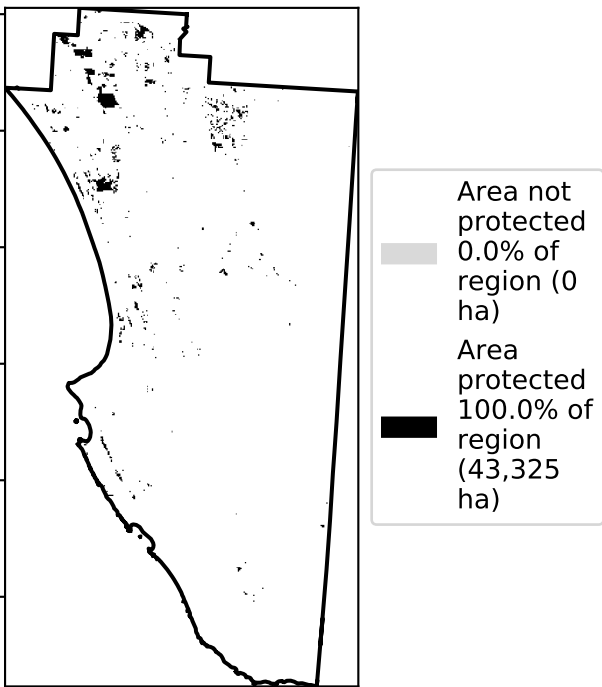 Area not
protected
0.0% of
region (0
ha)
Area
protected
100.0% of
region
(43,325
ha)